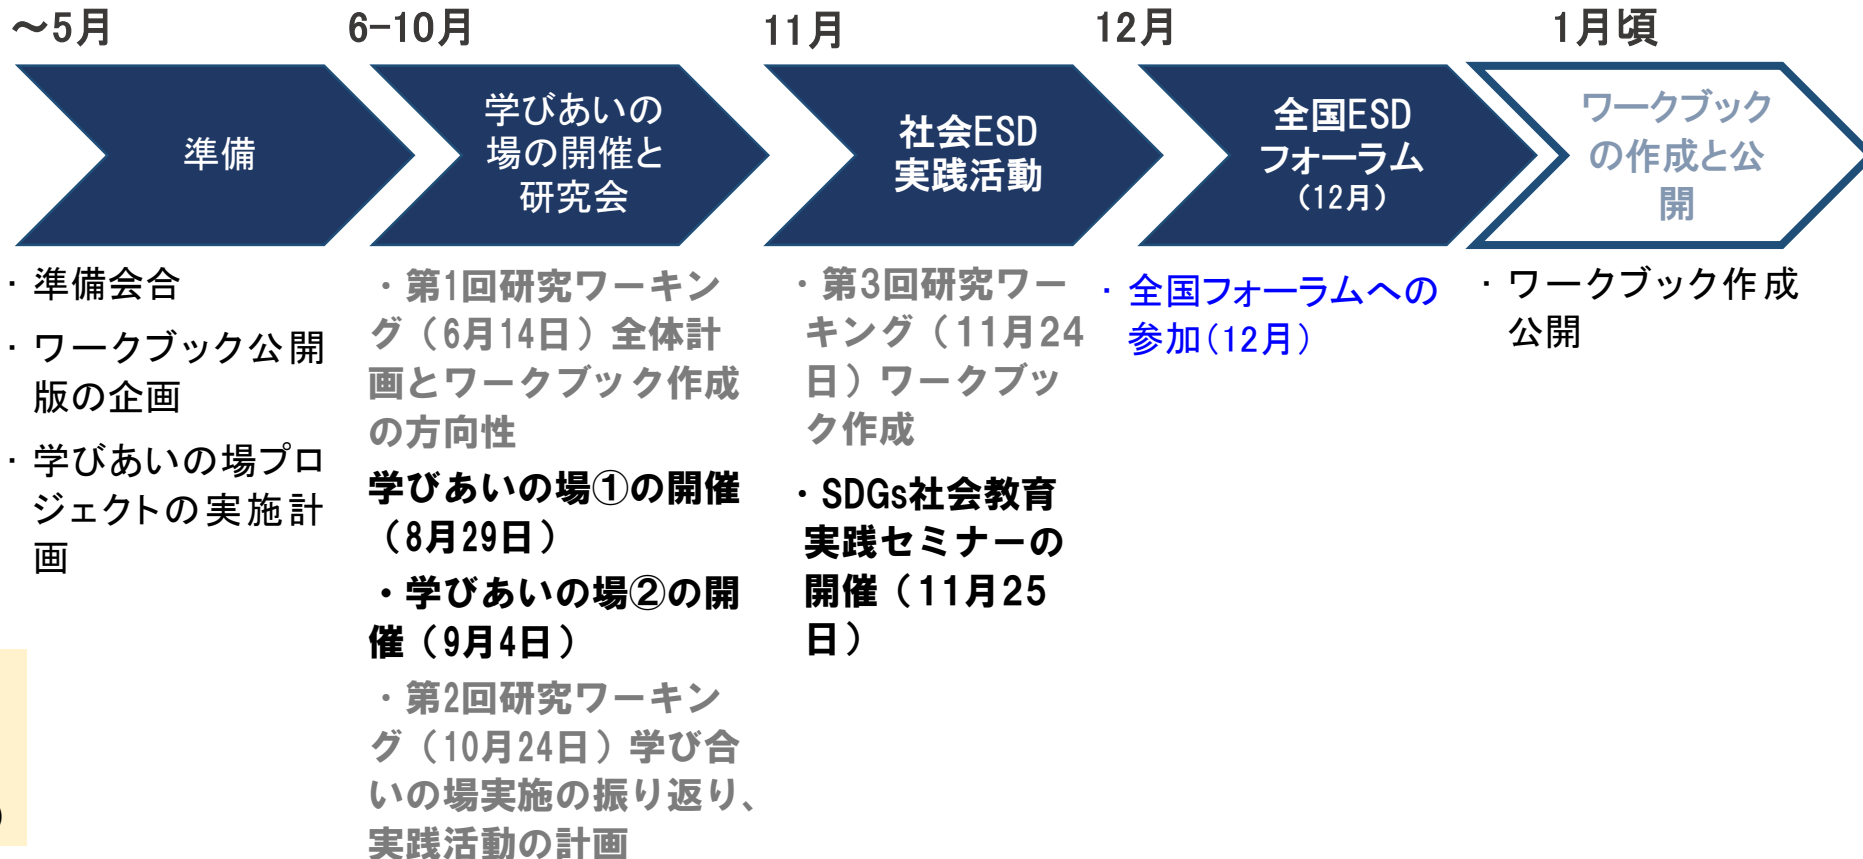 ～5月
6-10月
11月
12月
1月頃
準備
学びあいの
場の開催と
研究会
社会ESD
実践活動
全国ESD
フォーラム
（12月）
ワークブック
の作成と公
開
・準備会合
・ワークブック公開
版の企画
・学びあいの場プロ
ジェクトの実施計
画
・第1回研究ワーキン
グ（6月14日）全体計
画とワークブック作成
の方向性
学びあいの場①の開催
（8月29日）
・学びあいの場②の開
催（9月4日）
・第2回研究ワーキン
グ（10月24日）学び合
いの場実施の振り返り、
実践活動の計画
・第3回研究ワー
キング（11月24
日）ワークブッ
ク作成
・SDGs社会教育
実践セミナーの
開催（11月25
日）
・全国フォーラムへの
参加（12月）
・ワークブック作成
公開
）